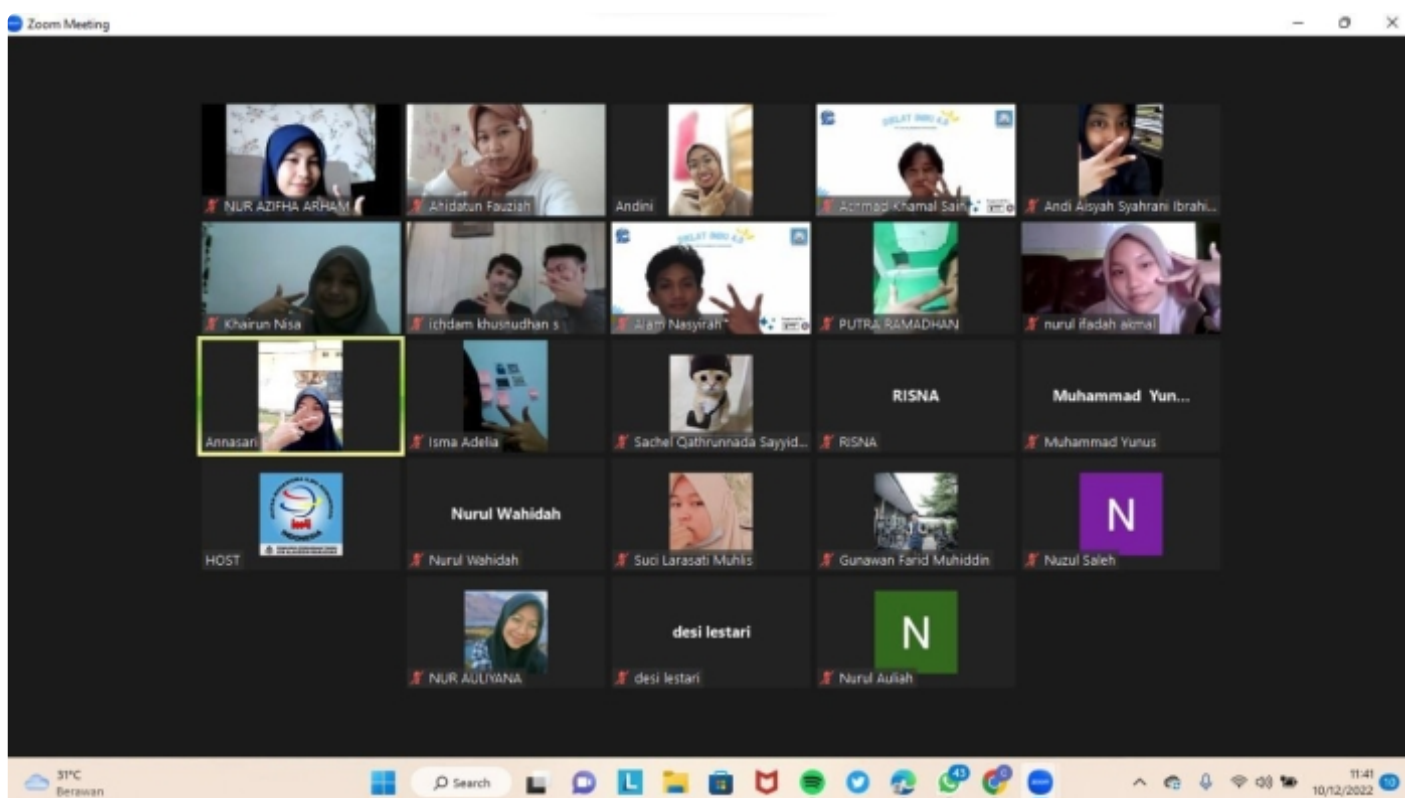 Zoom Meeting
NUR AZIFHA ARHAM
Ahidatun Fauziah
Andini
Achmad Khamal Sain
Andi Aisyah Syahrani Ibrahi...
Khairun Nisa
ichdam khusnudhan s
Alam Nasyirah
PUTRA RAMADHAN
nurul ifadah akmal
Annasari
Isma Adelia
Sachel Qathrunnada Sayyid...
RISNA
RISNA
Muhammad Yun...
Muhammad Yunus
HOST
INDONESIA
Nurul Wahidah
Nurul Wahidah
Suci Larasati Muhlis
Gunawan Farid Muhiddin
N
Nuzul Saleh
NUR AULIYANA
desi lestari
desi lestari
N
Nurul Auliah
31°C
Berawan
Search
L
43
11:41
10/12/2022
10